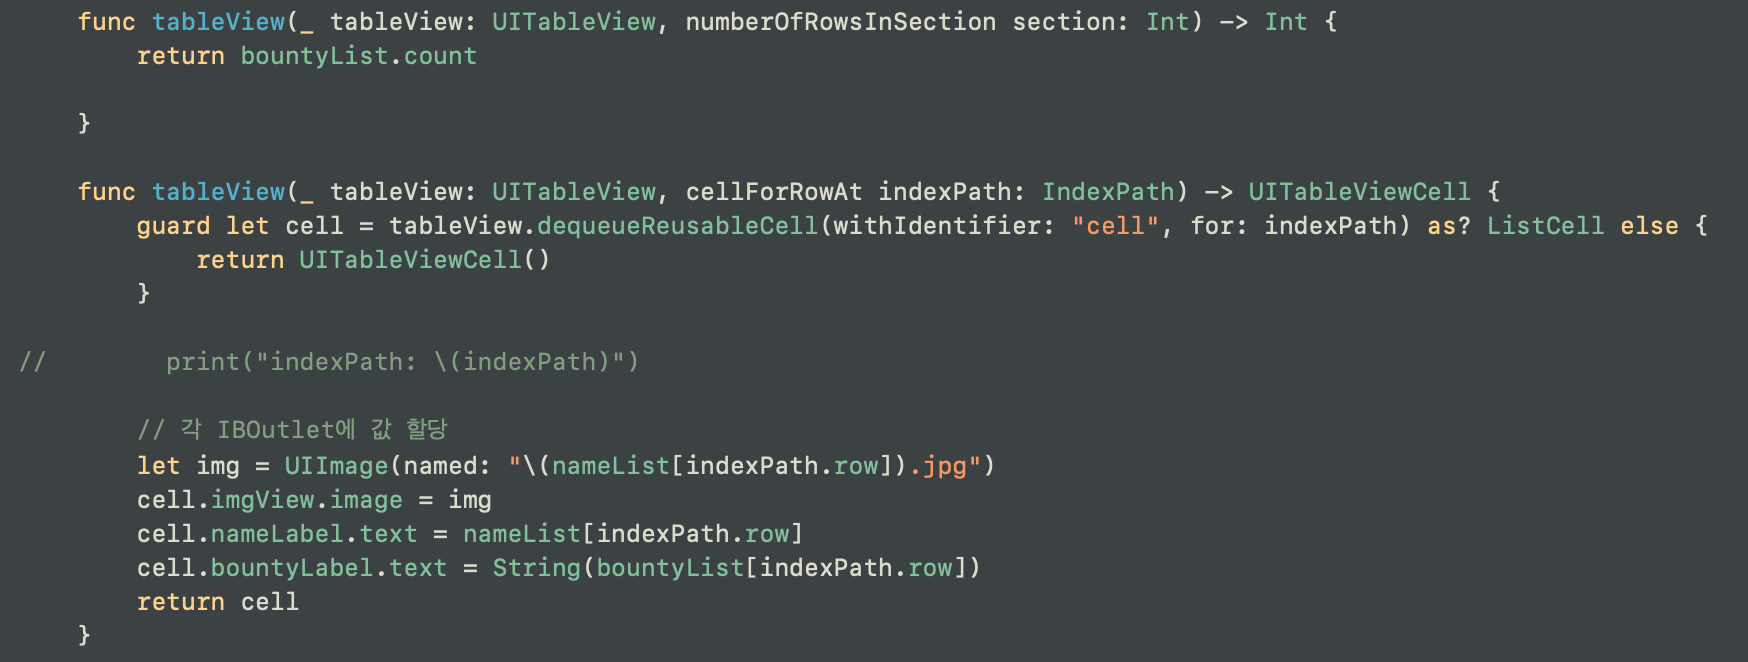 func tableView(_ tableView: UITableView, numberOfRowsInSection section: Int) -> Int {
return bountyList.count
}
func tableView(_ tableView: UITableView, cellForRowAt indexPath: IndexPath) -> UITableViewCell {
guard let cell = tableView.dequeueReusableCell(withIdentifier: "cell", for: indexPath) as? ListCell else {
return UITableViewCell()
}
//        print("indexPath: \(indexPath)")
// 각 IBOutlet에 값 할당
let img = UIImage(named: "\(nameList[indexPath.row]).jpg")
cell.imgView.image = img
cell.nameLabel.text = nameList[indexPath.row]
cell.bountyLabel.text = String(bountyList[indexPath.row])
return cell
}